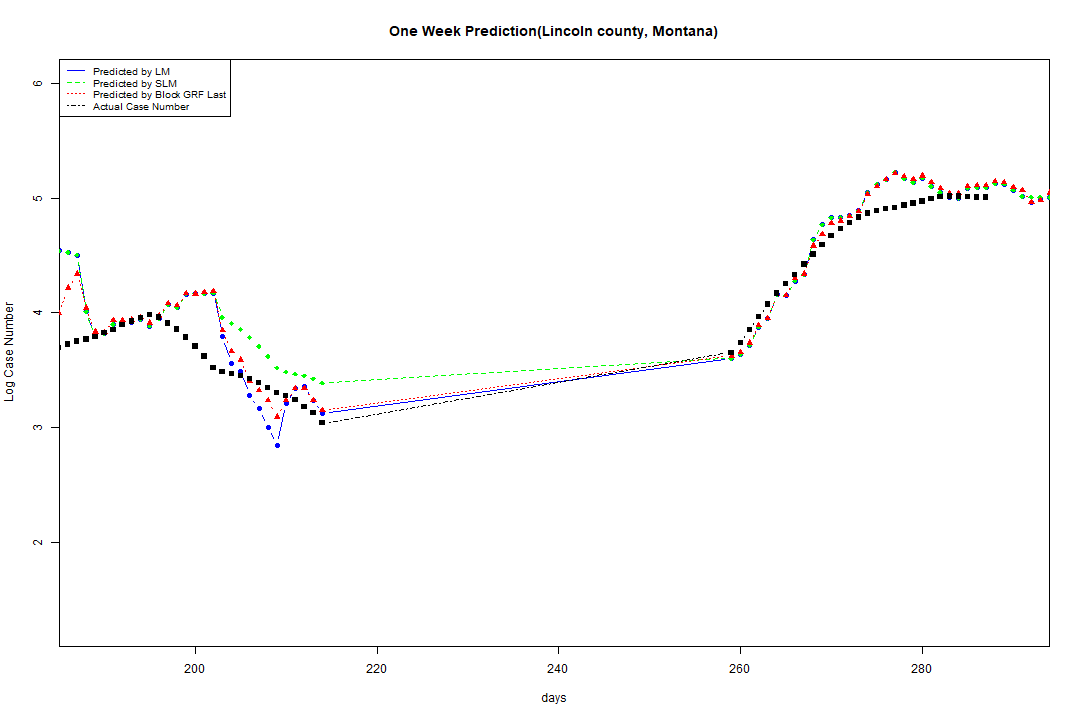 One Week Prediction(Lincoln county, Montana)
Predicted by LM
Predicted by SLM
Predicted by Block GRF Last
Actual Case Number
6
5
4
3
2
Log Case Number
200 220 240 260 280
days